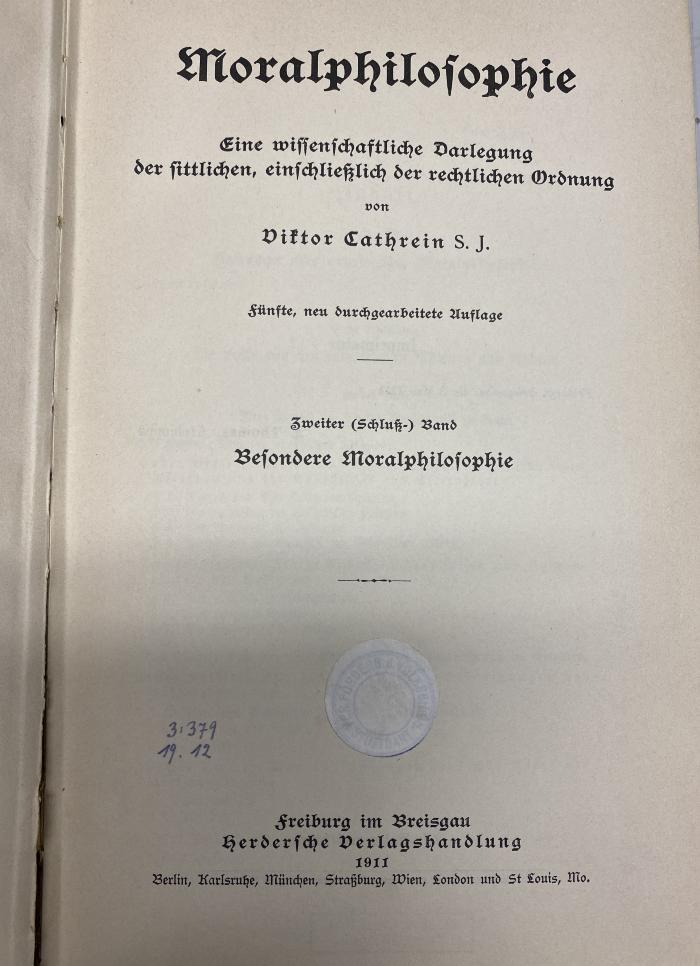 Moralphilosophie
Eine wissenschaftliche Darlegung
der sittlichen, einschließlich der rechtlichen Ordnung
von
Viktor Cathrein S. J.
Fünfte, neu durchgearbeitete Auflage
Zweiter (Schluß-) Band
Besondere Moralphilosophie
3:379
19. 12
Freiburg im Breisgau
Herdersche Verlagshandlung
1911
Berlin, Karlsruhe, München, Straßburg, Wien, London und St Louis, Mo.